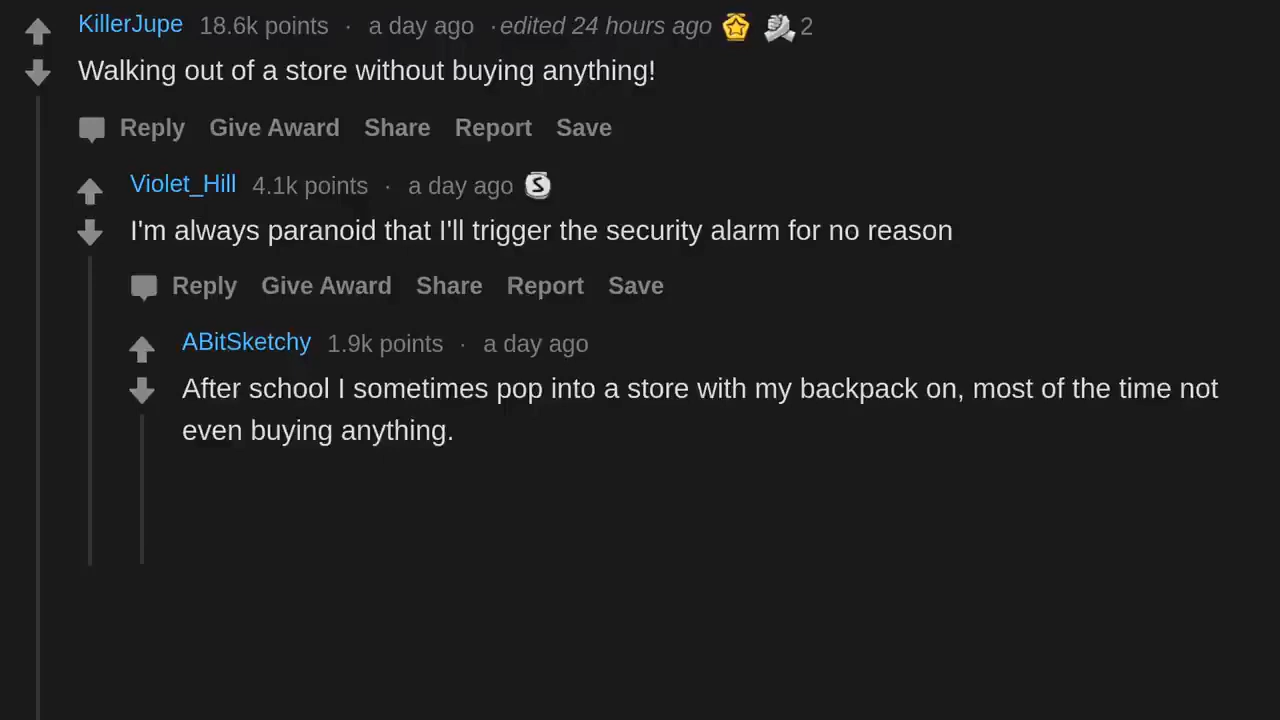 KillerJupe 18.6k points · a day ago · edited 24 hours ago 2
Walking out of a store without buying anything!
Reply Give Award Share Report Save
Violet_Hill 4.1k points · a day ago S
I'm always paranoid that I'll trigger the security alarm for no reason
Reply Give Award Share Report Save
ABitSketchy 1.9k points · a day ago
After school I sometimes pop into a store with my backpack on, most of the time not
even buying anything.